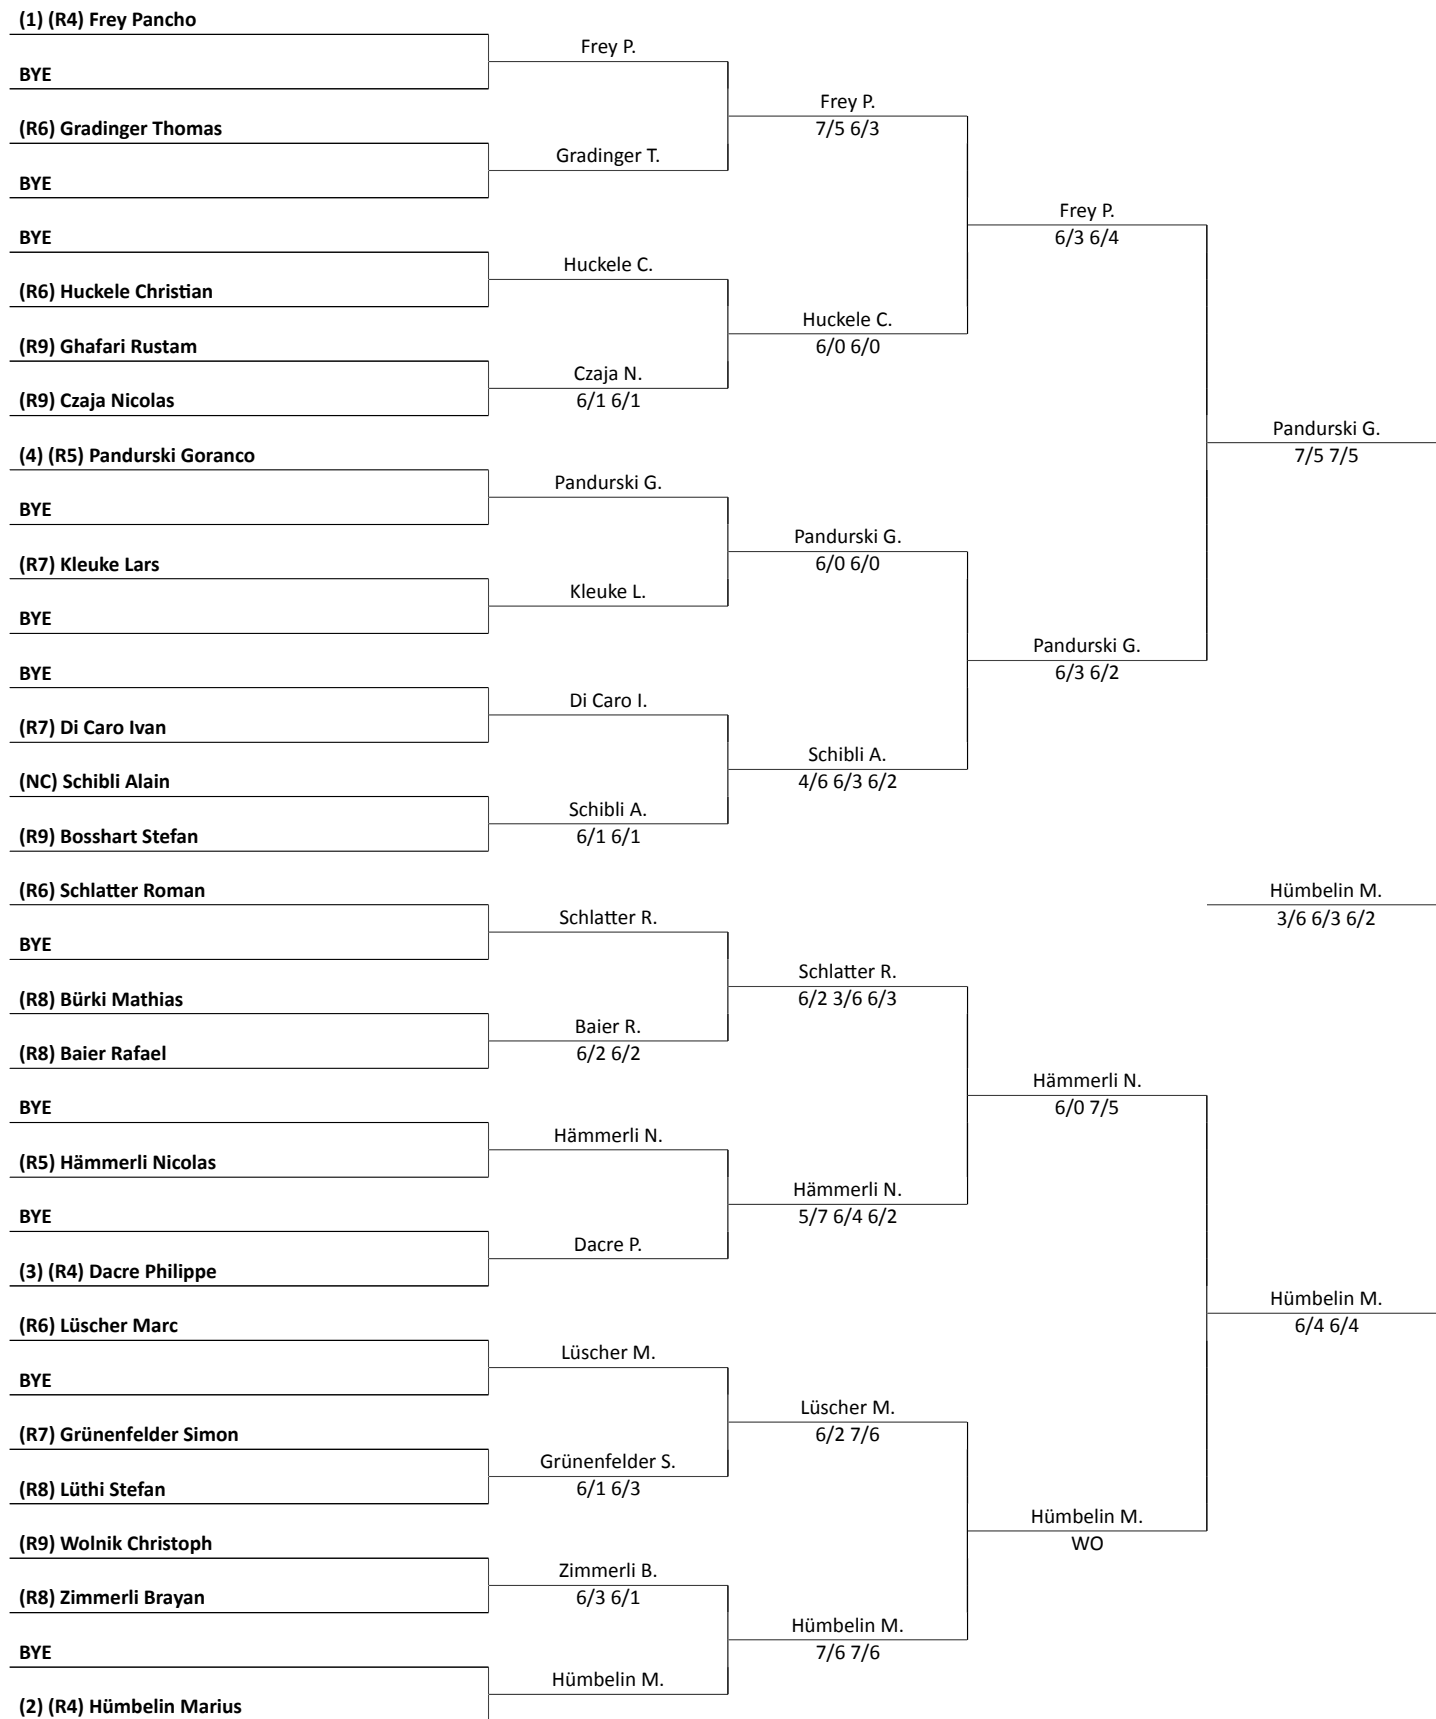 (1) (R4) Frey Pancho
Frey P.
BYE
Frey P.
7/5 6/3
(R6) Gradinger Thomas
Gradinger T.
BYE
Frey P.
6/3 6/4
BYE
Huckele C.
(R6) Huckele Christian
Huckele C.
6/0 6/0
(R9) Ghafari Rustam
Czaja N.
6/1 6/1
(R9) Czaja Nicolas
Pandurski G.
7/5 7/5
(4) (R5) Pandurski Goranco
Pandurski G.
BYE
Pandurski G.
6/0 6/0
(R7) Kleuke Lars
Kleuke L.
BYE
Pandurski G.
6/3 6/2
BYE
Di Caro I.
(R7) Di Caro Ivan
Schibli A.
4/6 6/3 6/2
(NC) Schibli Alain
Schibli A.
6/1 6/1
(R9) Bosshart Stefan
(R6) Schlatter Roman
Hümbelin M.
3/6 6/3 6/2
Schlatter R.
BYE
Schlatter R.
6/2 3/6 6/3
(R8) Bürki Mathias
Baier R.
6/2 6/2
(R8) Baier Rafael
Hämmerli N.
6/0 7/5
BYE
Hämmerli N.
(R5) Hämmerli Nicolas
Hämmerli N.
5/7 6/4 6/2
BYE
Dacre P.
(3) (R4) Dacre Philippe
Hümbelin M.
6/4 6/4
(R6) Lüscher Marc
Lüscher M.
BYE
Lüscher M.
6/2 7/6
(R7) Grünenfelder Simon
Grünenfelder S.
6/1 6/3
(R8) Lüthi Stefan
Hümbelin M.
WO
(R9) Wolnik Christoph
Zimmerli B.
6/3 6/1
(R8) Zimmerli Brayan
Hümbelin M.
7/6 7/6
BYE
Hümbelin M.
(2) (R4) Hümbelin Marius